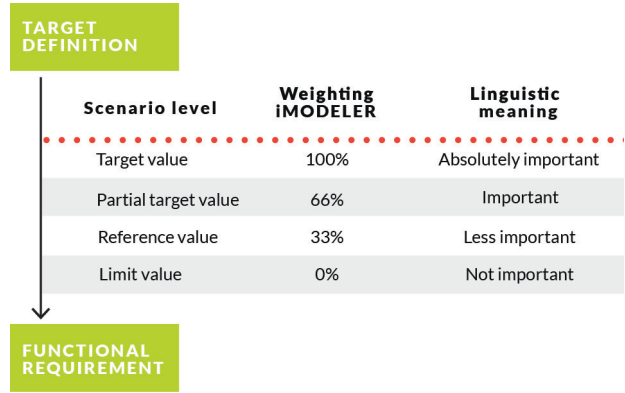 TARGET
DEFINITION
Scenario level Weighting iMODELER Linguistic meaning
Target value 100% Absolutely important
Partial target value 66% Important
Reference value 33% Less important
Limit value 0% Not important
FUNCTIONAL
REQUIREMENT